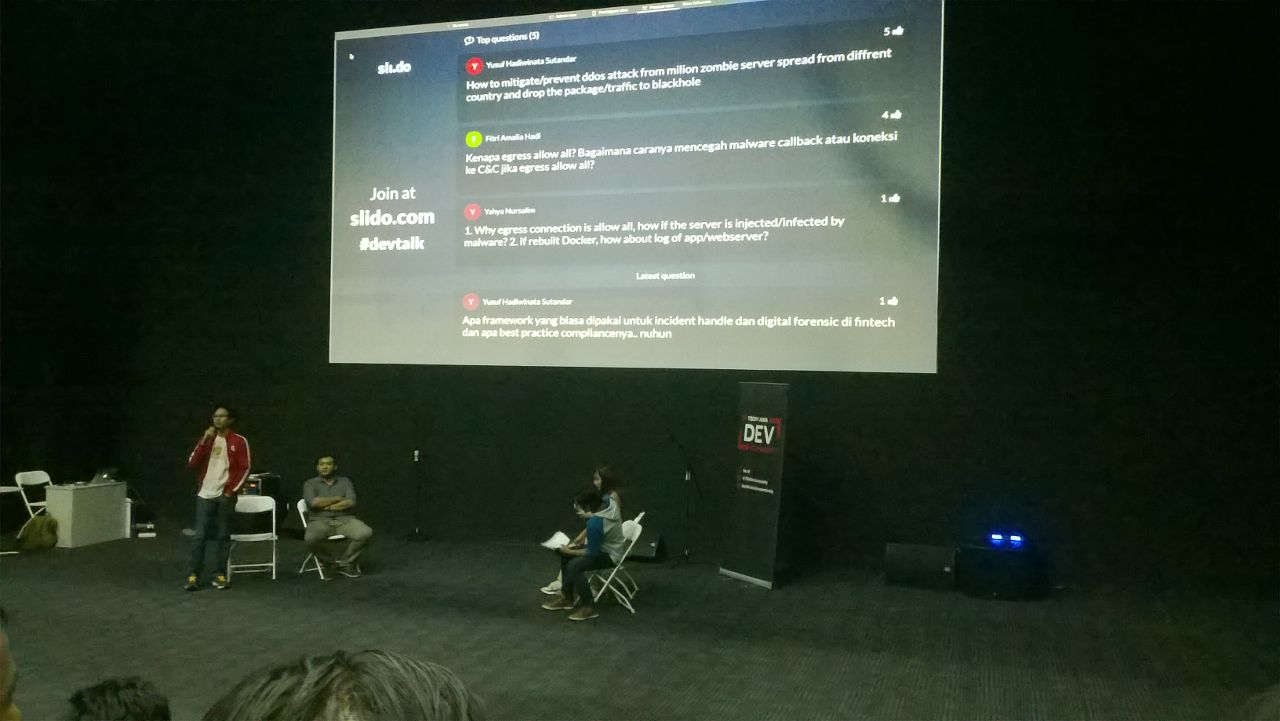 Top questions (5)
sli.do
5
Yusuf Hadiwinata Sutandar
How to mitigate/prevent ddos attack from milion zombie server spread from diffrent
country and drop the package/traffic to blackhole
4
Fitri Amalia Hadi
Kenapa egress allow all? Bagaimana caranya mencegah malware callback atau koneksi
ke C&C jika egress allow all?
Join at
slido.com
#devtalk
1
Yahya Nursalim
1. Why egress connection is allow all, how if the server is injected/infected by
malware? 2. If rebuilt Docker, how about log of app/webserver?
Latest question
1
Yusuf Hadiwinata Sutandar
Apa framework yang biasa dipakai untuk incident handle dan digital forensic di fintech
dan apa best practice compliancenya.. nuhun
DEV